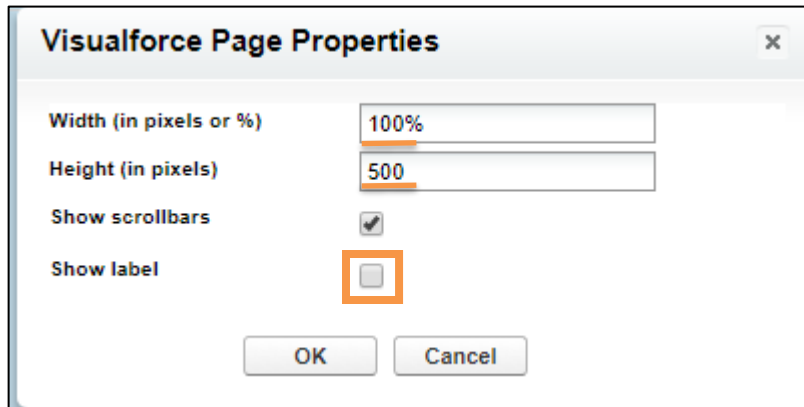 Visualforce Page Properties
Width (in pixels or %) 100%
Height (in pixels) 500
Show scrollbars
Show label
OK Cancel